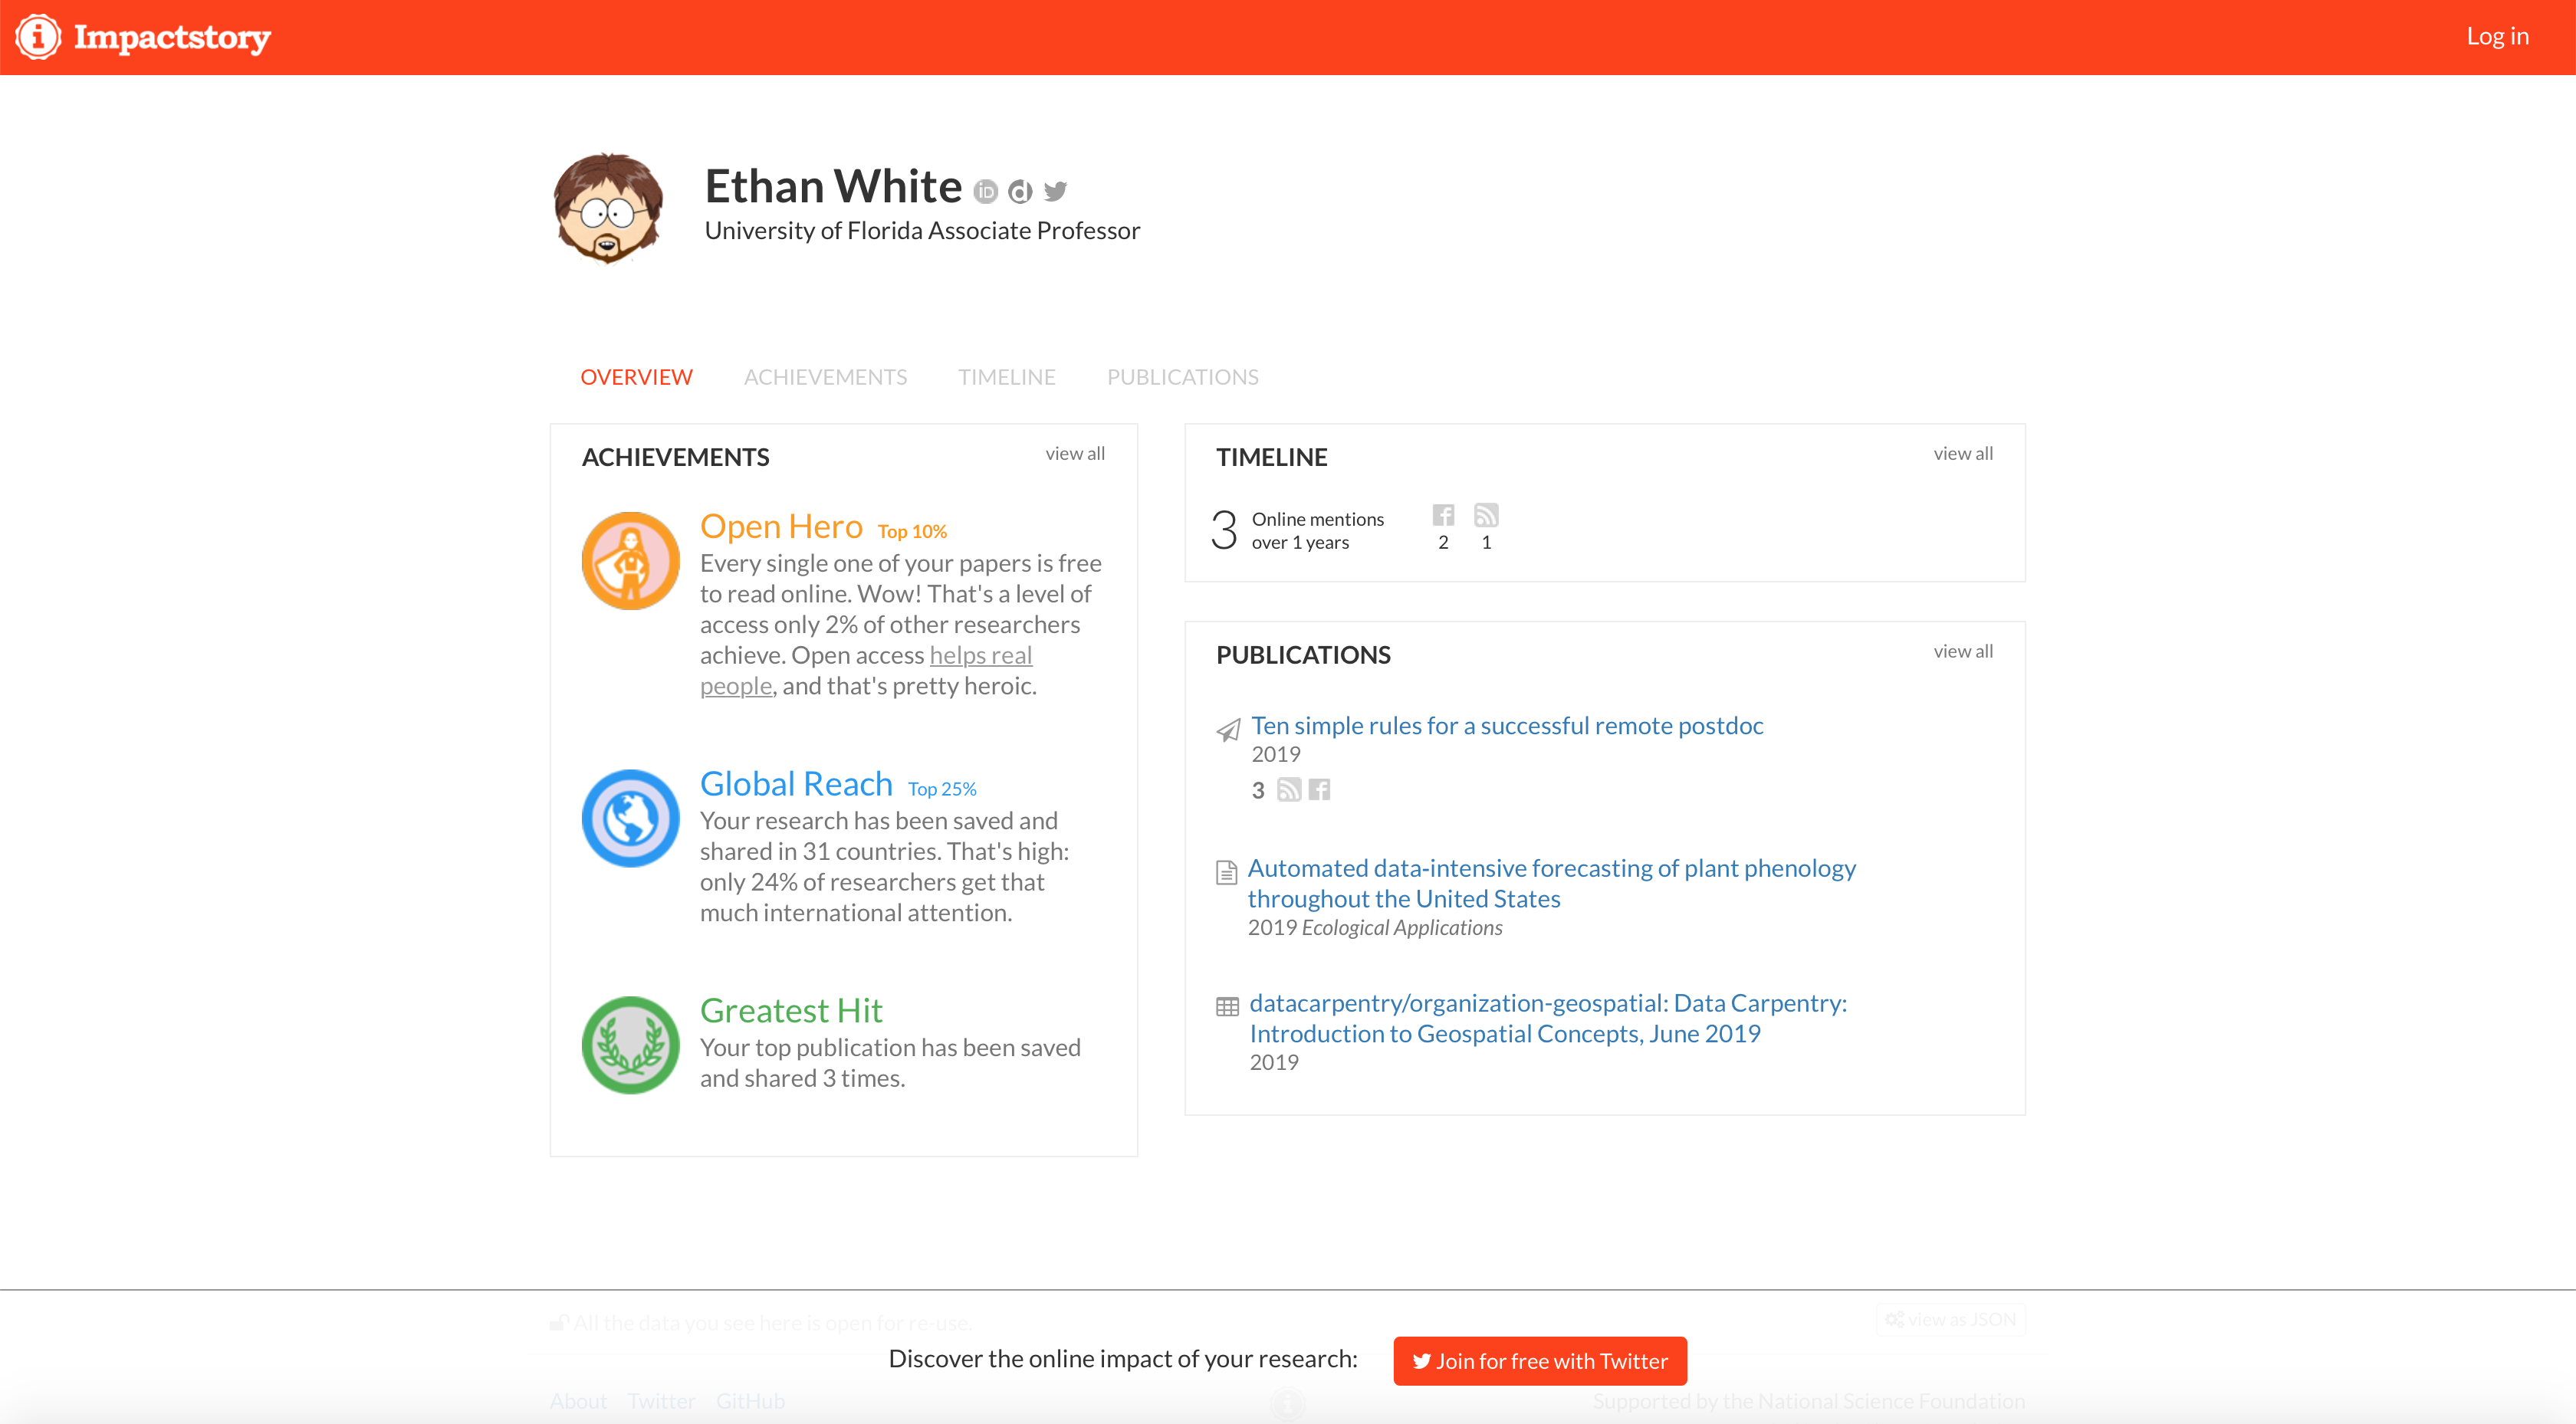 Impactstory
Log in
Ethan White
University of Florida Associate Professor
OVERVIEW
ACHIEVEMENTS
TIMELINE
PUBLICATIONS
ACHIEVEMENTS
view all
Open Hero Top 10%
Every single one of your papers is free
to read online. Wow! That's a level of
access only 2% of other researchers
achieve. Open access helps real
people, and that's pretty heroic.
Global Reach Top 25%
Your research has been saved and
shared in 31 countries. That's high:
only 24% of researchers get that
much international attention.
Greatest Hit
Your top publication has been saved
and shared 3 times.
TIMELINE
view all
3
Online mentions
over 1 years
2
1
PUBLICATIONS
view all
Ten simple rules for a successful remote postdoc
2019
3
Automated data-intensive forecasting of plant phenology
throughout the United States
2019 Ecological Applications
datacarpentry/organization-geospatial: Data Carpentry:
Introduction to Geospatial Concepts, June 2019
2019
All the data you see here is open for re-use.
view as JSON
Discover the online impact of your research:
Join for free with Twitter
About
Twitter
GitHub
Supported by the National Science Foundation